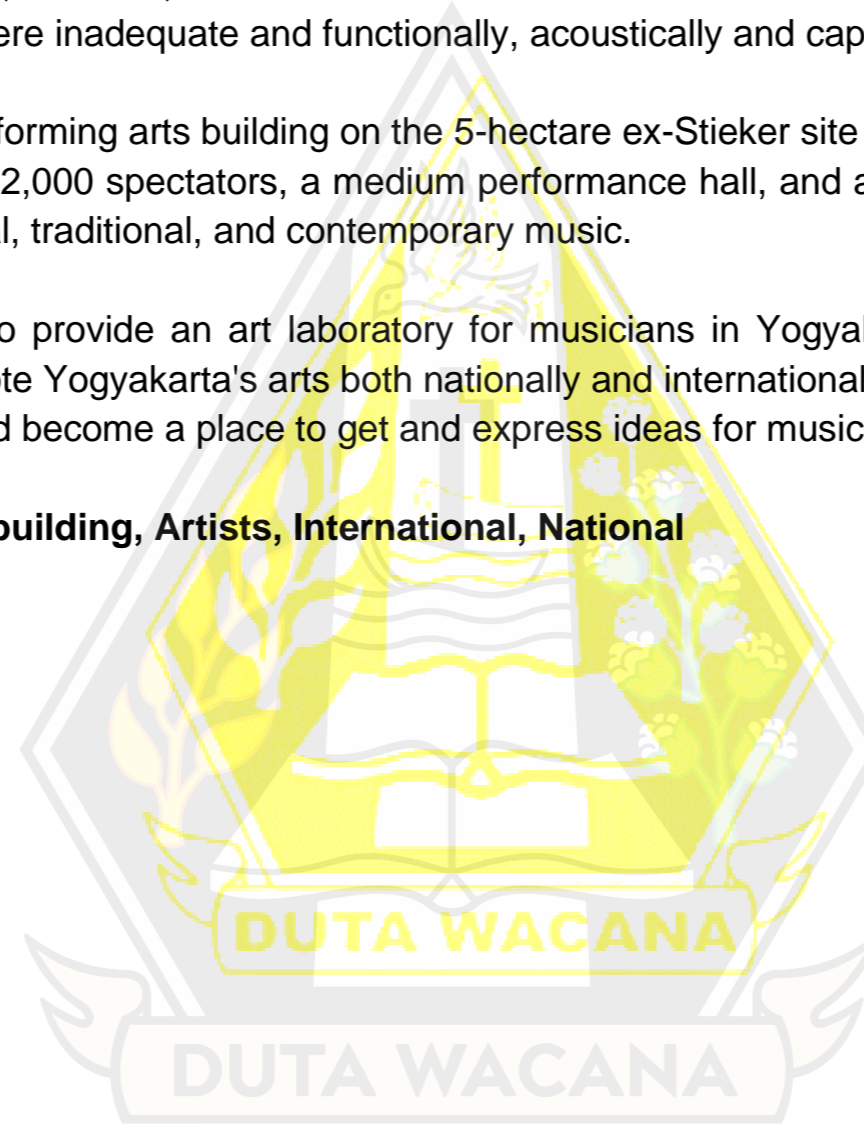 ere inadequate and functionally, acoustically and cap
forming arts building on the 5-hectare ex-Stieker site
2,000 spectators, a medium performance hall, and a
l, traditional, and contemporary music.
o provide an art laboratory for musicians in Yogyal
ote Yogyakarta's arts both nationally and international
d become a place to get and express ideas for music
building, Artists, International, National
DUTA WACANA
DUTA WACANA